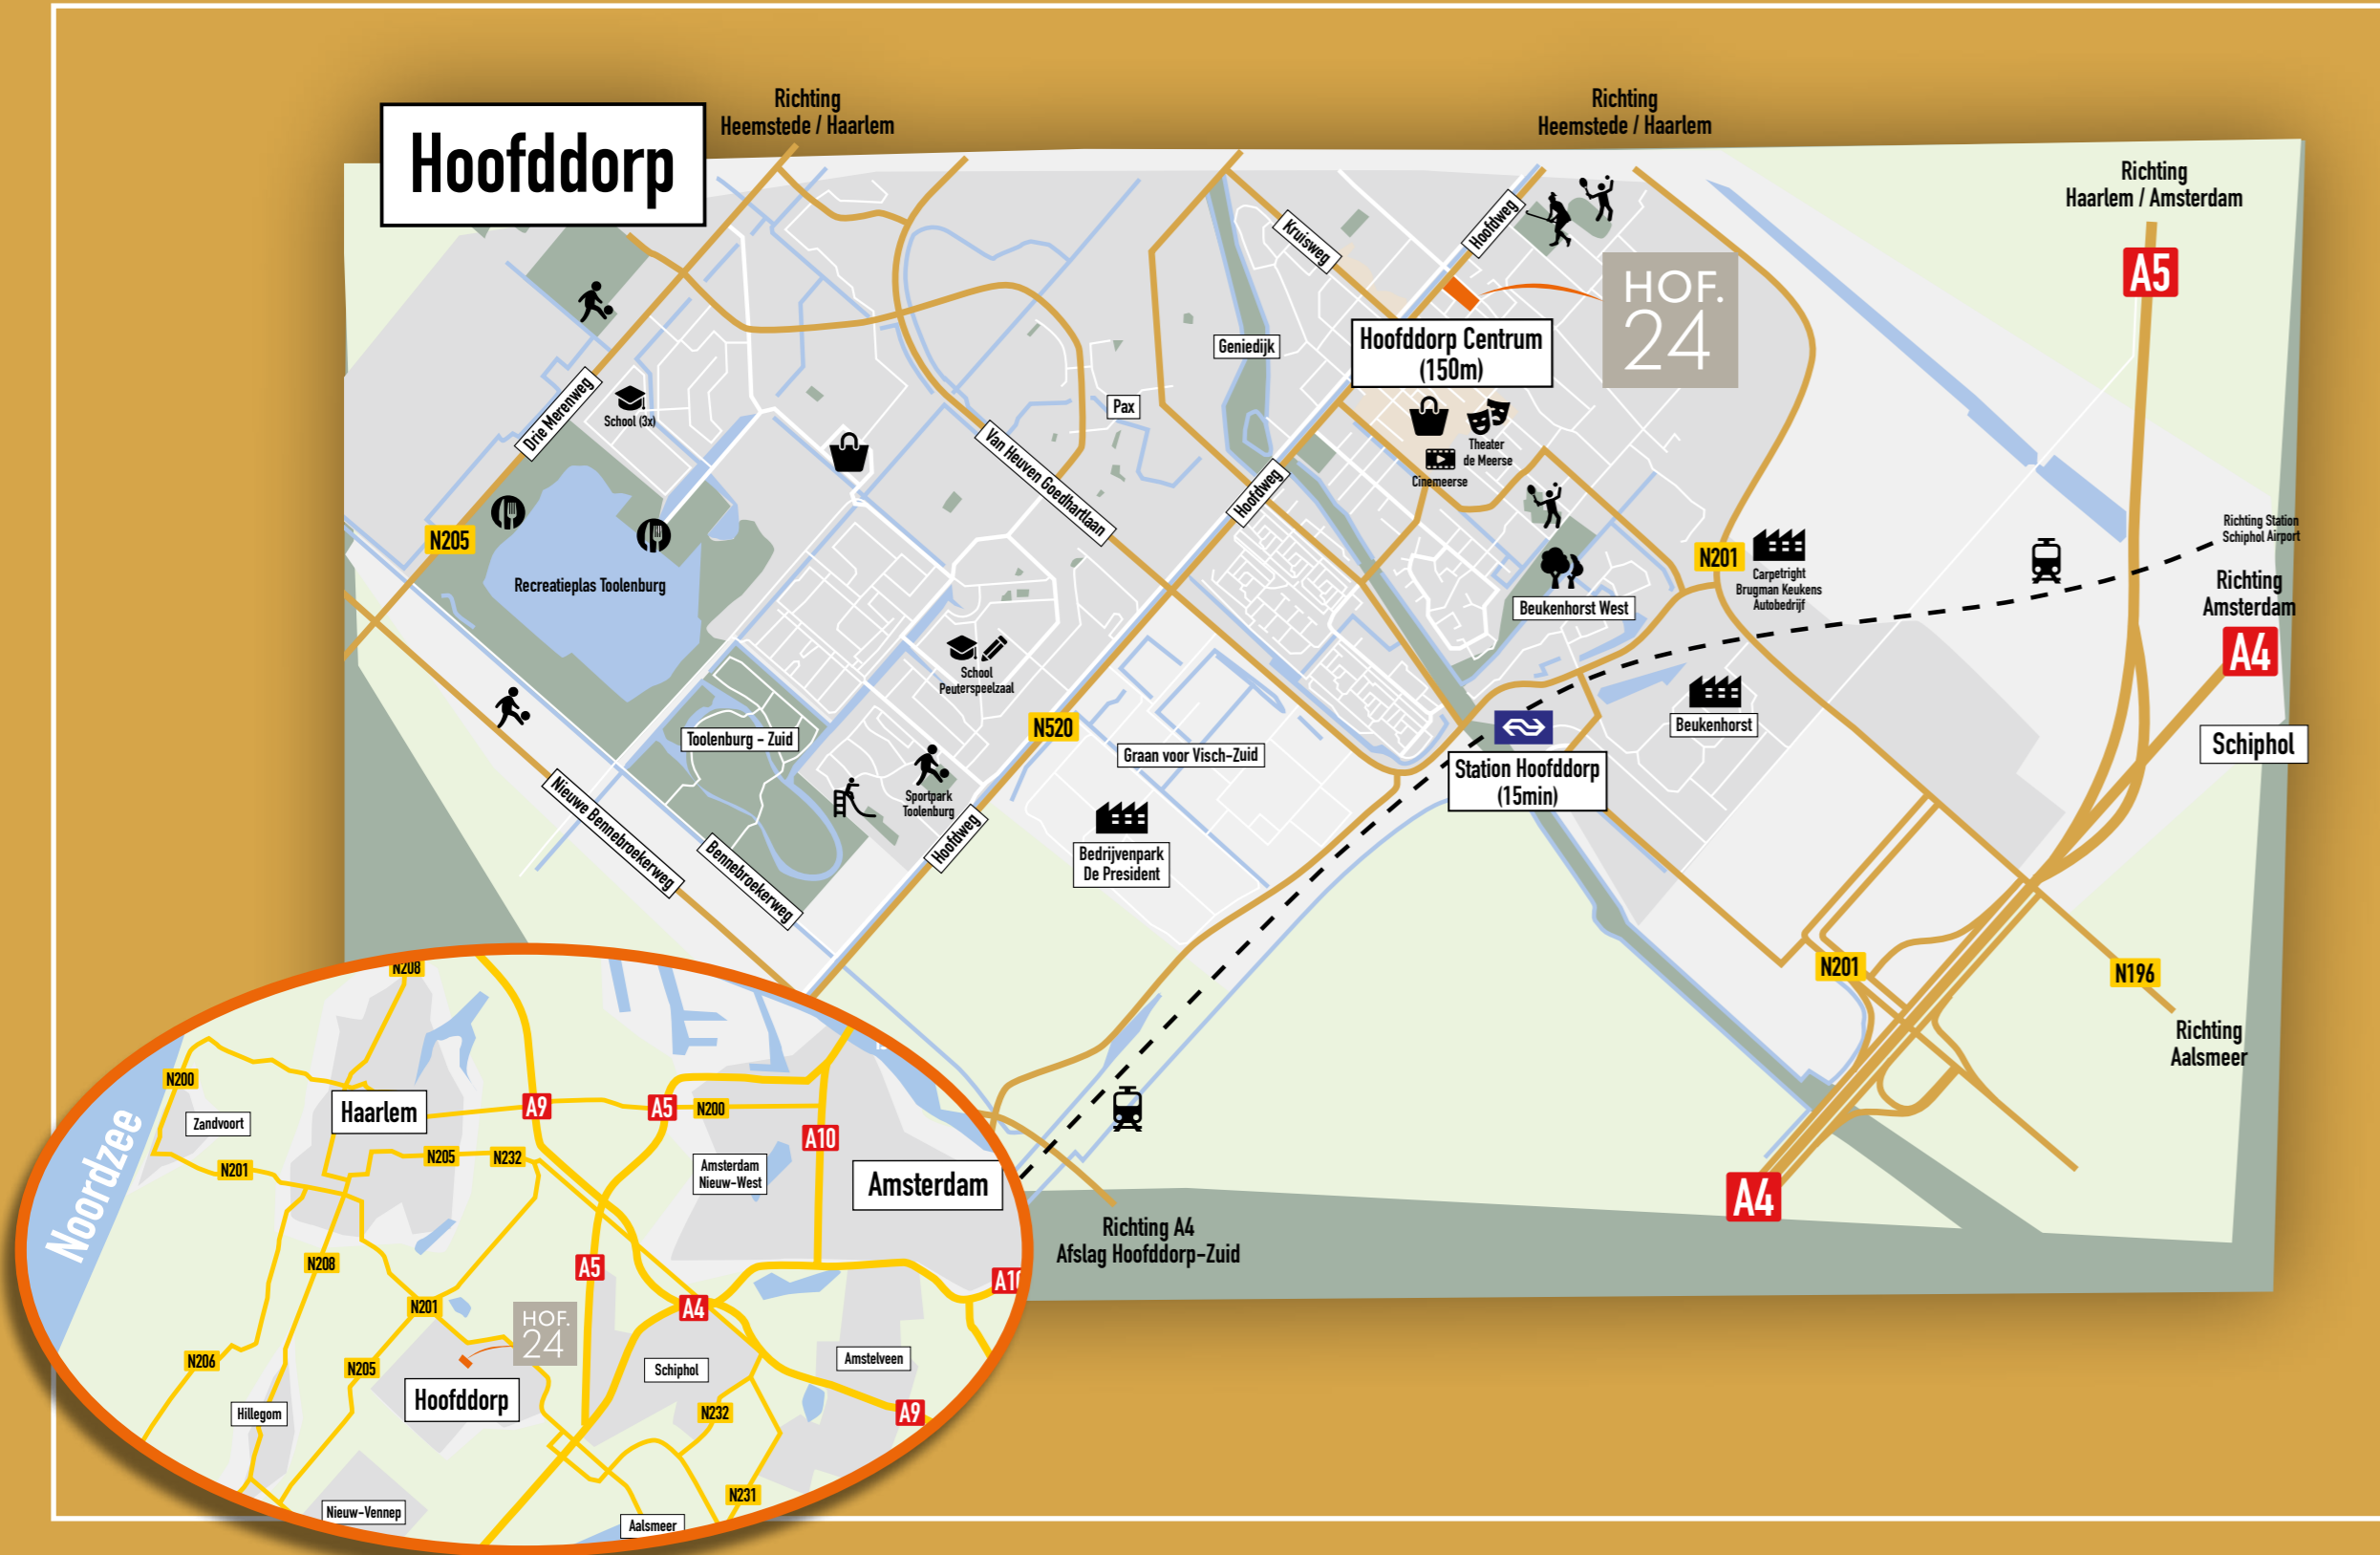 Hoofddorp
Richting
Heemstede / Haarlem
Richting
Heemstede / Haarlem
Richting
Haarlem / Amsterdam
A5
Kruisweg
Hoofdweg
HOF.
24
Hoofddorp Centrum
(150m)
Geniedijk
Pax
Drie Merenweg
School (3x)
Van Heuven Goedhartlaan
Hoofdweg
Theater
de Meerse
Cinemeerse
N205
Recreatieplas Toolenburg
N201
Carpetright
Brugman Keukens
Autobedrijf
Richting Station
Schiphol Airport
Richting
Amsterdam
A4
Schiphol
Beukenhorst West
School
Peuterspeelzaal
Beukenhorst
N520
Toolenburg - Zuid
Graan voor Visch-Zuid
Station Hoofddorp
(15min)
Sportpark
Toolenburg
Nieuwe Bennebroekerweg
Bennebroekerweg
Hoofdweg
Bedrijvenpark
De President
N201
N196
Richting
Aalsmeer
A4
Richting A4
Afslag Hoofddorp-Zuid
N208
N200
Zandvoort
Haarlem
A9
A5
N200
A10
N201
N205
N232
Amsterdam
Nieuw-West
Amsterdam
Noordzee
N208
A5
A10
N201
HOF.
24
A4
N206
N205
Schiphol
Amstelveen
Hoofddorp
Hillegom
N232
A9
N231
Nieuw-Vennep
Aalsmeer